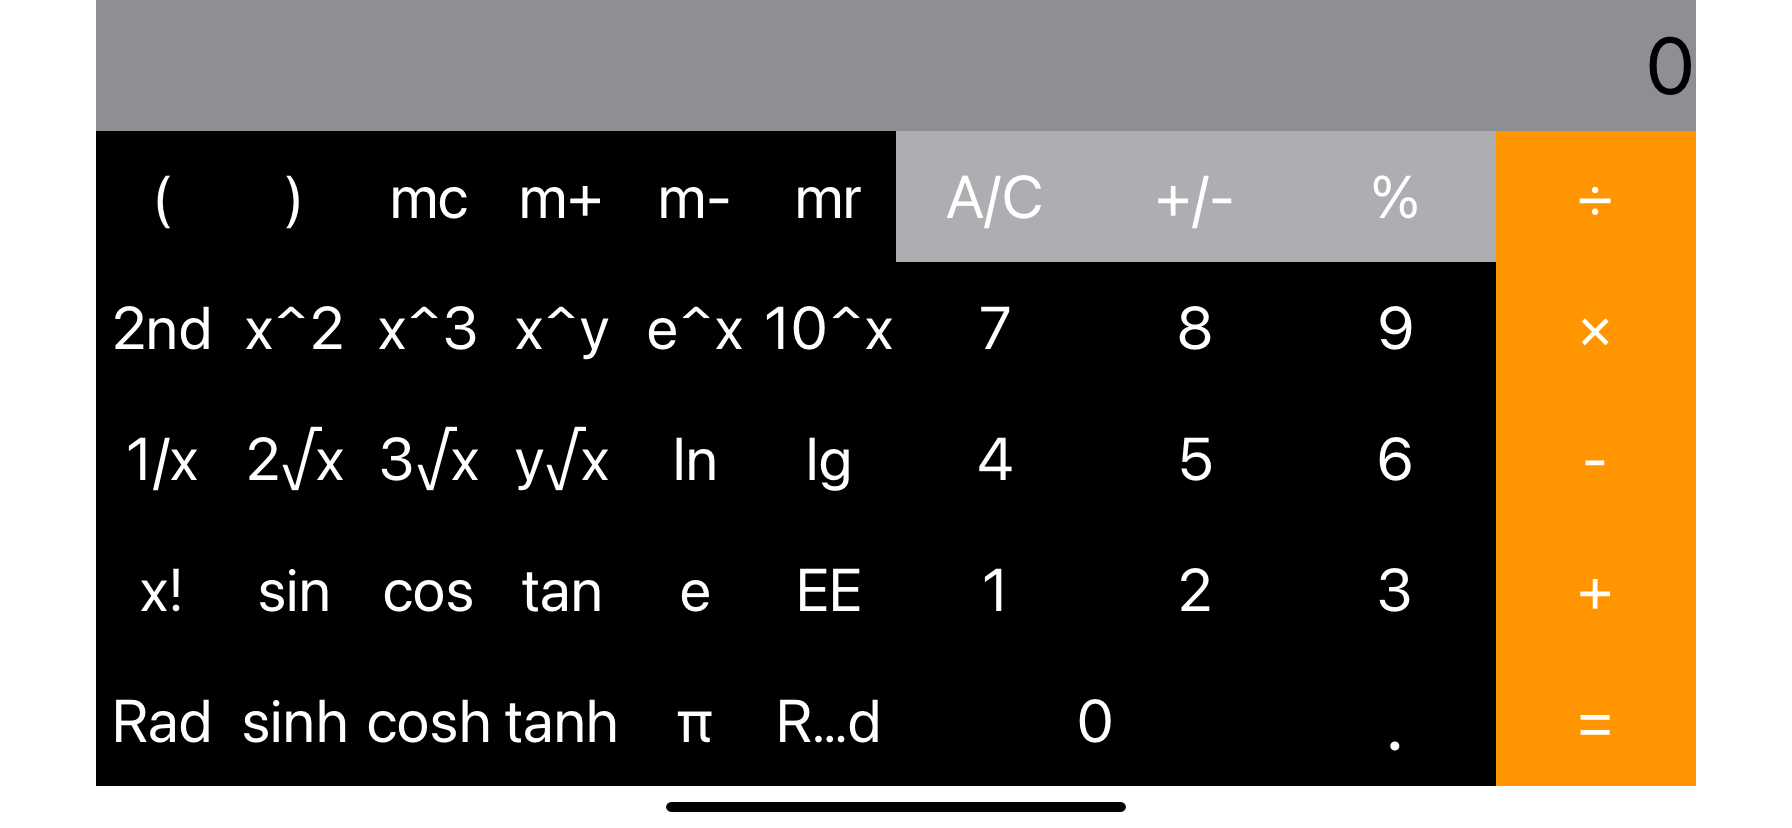 0
( ) mc m+ m- mr A/C +/- % ÷
2nd x^2 x^3 x^y e^x 10^x 7 8 9 ×
1/x 2√x 3√x y√x ln lg 4 5 6 -
x! sin cos tan e EE 1 2 3 +
Rad sinh cosh tanh π R...d 0 . =